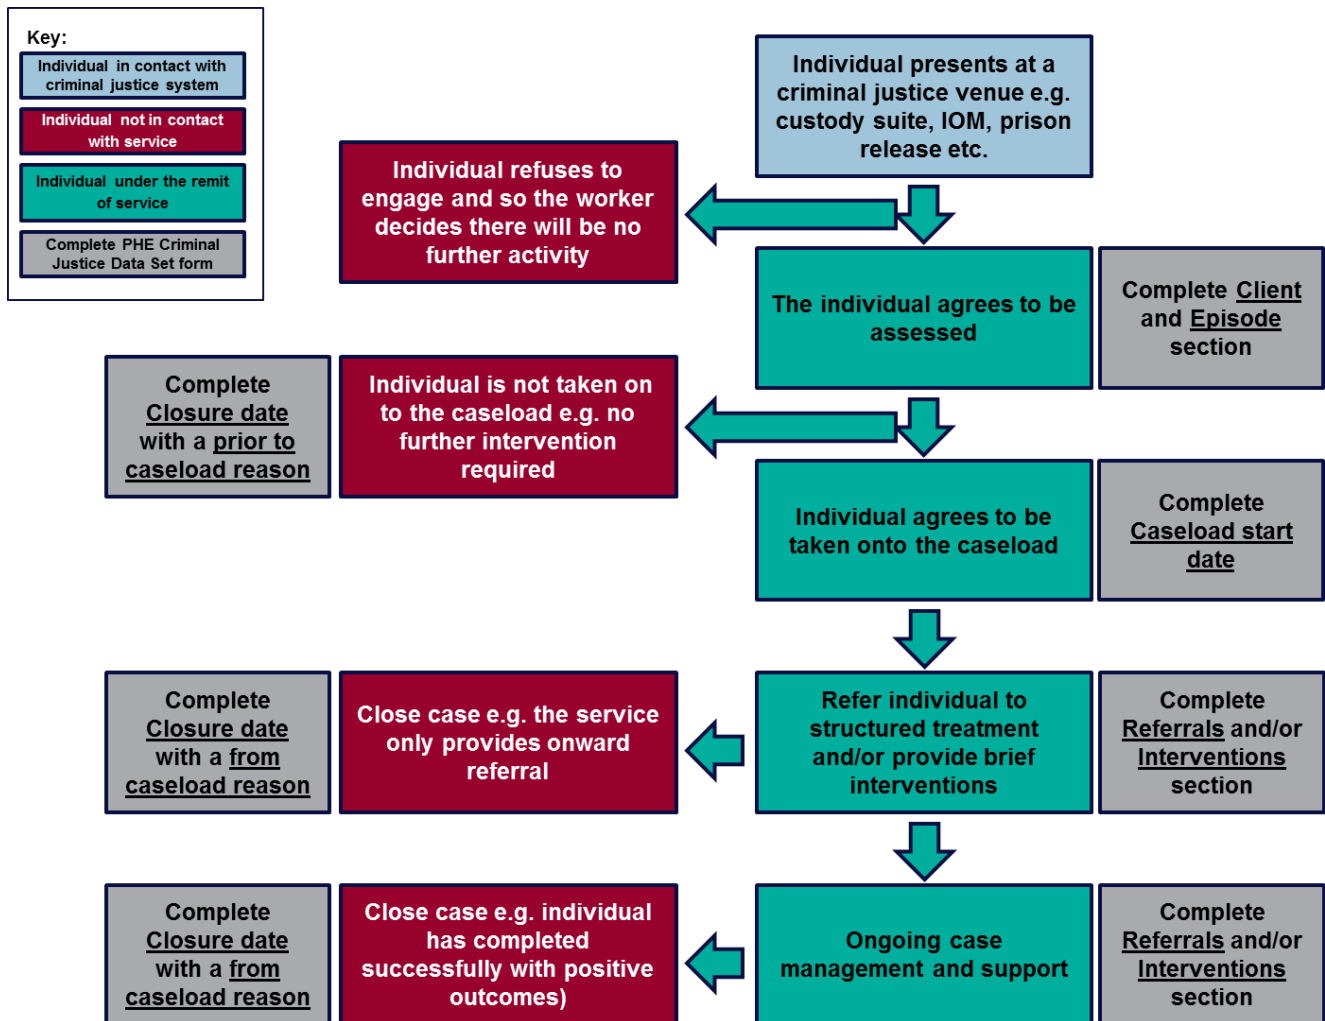 Key:
Individual in contact with
criminal justice system
Individual not in contact
with service
Individual under the remit
of service
Complete PHE Criminal
Justice Data Set form
Individual presents at a
criminal justice venue e.g.
custody suite, IOM, prison
release etc.
Individual refuses to
engage and so the worker
decides there will be no
further activity
The individual agrees to be
assessed
Complete Client
and Episode
section
Complete
Closure date
with a prior to
caseload reason
Individual is not taken on
to the caseload e.g. no
further intervention
required
Individual agrees to be
taken onto the caseload
Complete
Caseload start
date
Complete
Closure date
with a from
caseload reason
Close case e.g. the service
only provides onward
referral
Refer individual to
structured treatment
and/or provide brief
interventions
Complete
Referrals and/or
Interventions
section
Complete
Closure date
with a from
caseload reason
Close case e.g. individual
has completed
successfully with positive
outcomes)
Ongoing case
management and support
Complete
Referrals and/or
Interventions
section